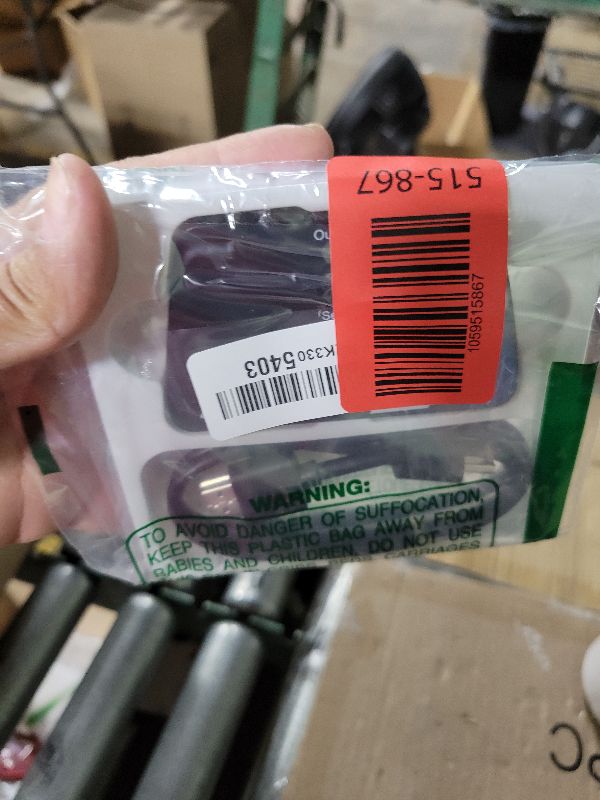 515-867
1059515867
K330 5403
WARNING:
TO AVOID DANGER OF SUFFOCATION,
KEEP THIS PLASTIC BAG AWAY FROM
BABIES AND CHILDREN. DO NOT USE
CARRIAGES